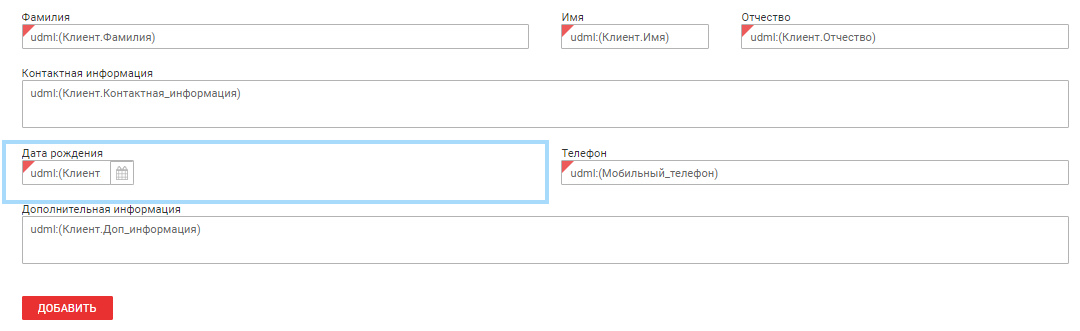 Фамилия Имя Отчество
udml:(Клиент.Фамилия) udml:(Клиент.Имя) udml:(Клиент.Отчество)
Контактная информация
udml:(Клиент.Контактная_информация)
Дата рождения Телефон
udml:(Клиент udml:(Мобильный_телефон)
Дополнительная информация
udml:(Клиент.Доп_информация)
ДОБАВИТЬ